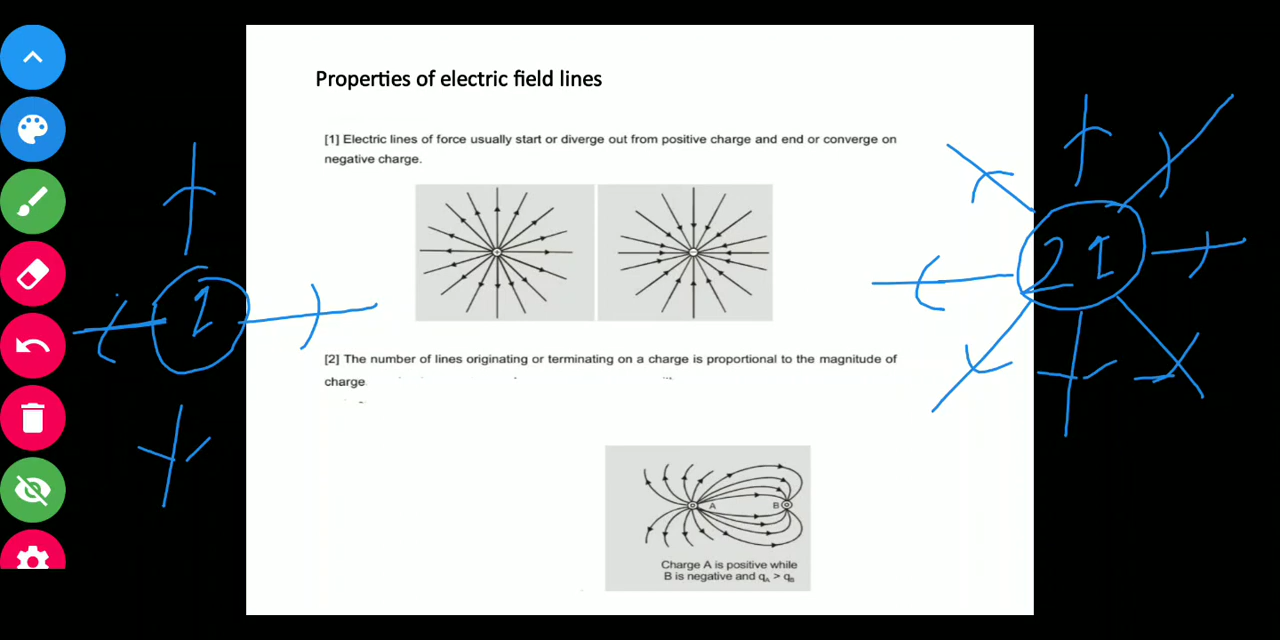 Properties of electric field lines
[1] Electric lines of force usually start or diverge out from positive charge and end or converge on
negative charge.
[2] The number of lines originating or terminating on a charge is proportional to the magnitude of
charge
A
B
Charge A is positive while
B is negative and qA > qB